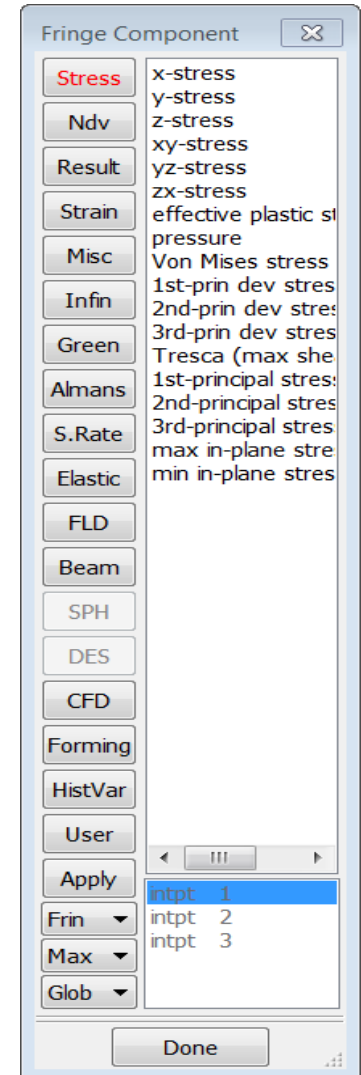 Fringe Component
Stress
Ndv
Result
Strain
Misc
Infin
Green
Almans
S.Rate
Elastic
FLD
Beam
SPH
DES
CFD
Forming
HistVar
User
Apply
Frin
Max
Glob
x-stress
y-stress
z-stress
xy-stress
yz-stress
zx-stress
effective plastic st
pressure
Von Mises stress
1st-prin dev stres
2nd-prin dev stres
3rd-prin dev stres
Tresca (max shea
1st-principal stress
2nd-principal stres
3rd-principal stress
max in-plane stre
min in-plane stres
intpt 1
intpt 2
intpt 3
Done